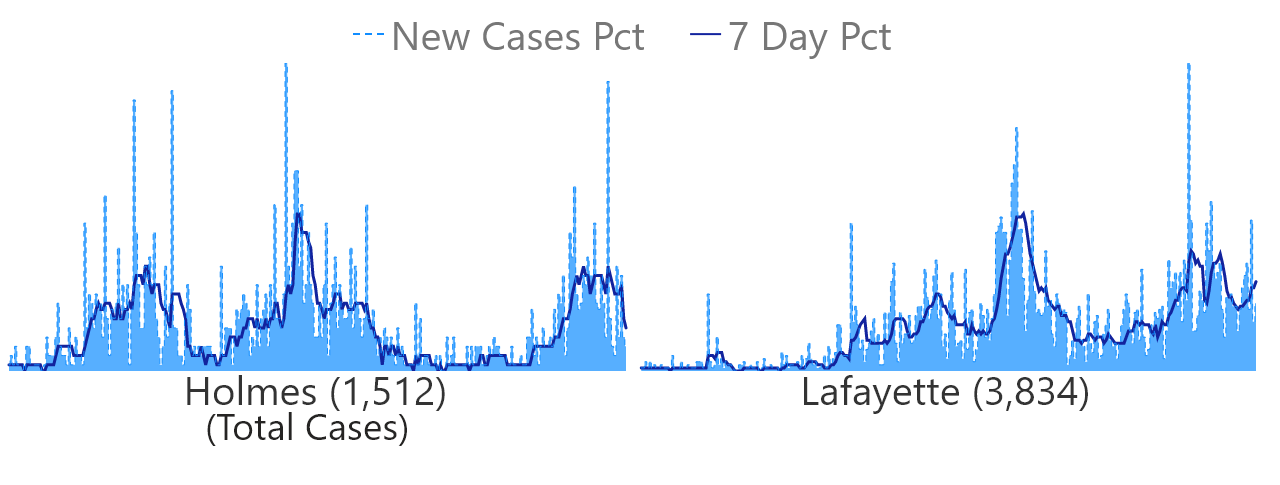 New Cases Pct 7 Day Pct
Holmes (1,512)
(Total Cases)
Lafayette (3,834)